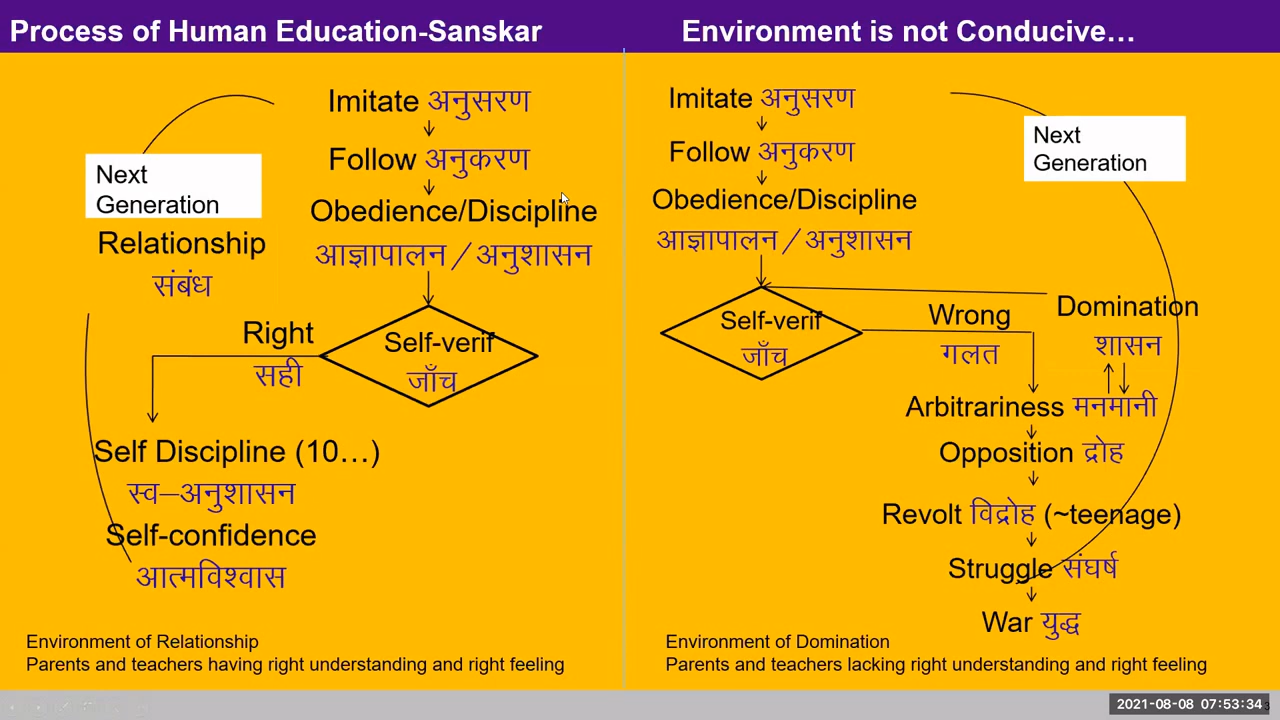 Process of Human Education-Sanskar
Imitate अनुसरण
Follow अनुकरण
Obedience/Discipline
आज्ञापालन / अनुशासन
Next
Generation
Relationship
संबंध
Right
सही
Self-verif
जाँच
Self Discipline (10…)
स्व–अनुशासन
Self-confidence
आत्मविश्वास
Environment of Relationship
Parents and teachers having right understanding and right feeling
Environment is not Conducive…
Imitate अनुसरण
Follow अनुकरण
Obedience/Discipline
आज्ञापालन / अनुशासन
Next
Generation
Self-verif
जाँच
Wrong
गलत
Domination
शासन
Arbitrariness मनमानी
Opposition द्रोह
Revolt विद्रोह (~teenage)
Struggle संघर्ष
War युद्ध
Environment of Domination
Parents and teachers lacking right understanding and right feeling
2021-08-08 07:53:34
3